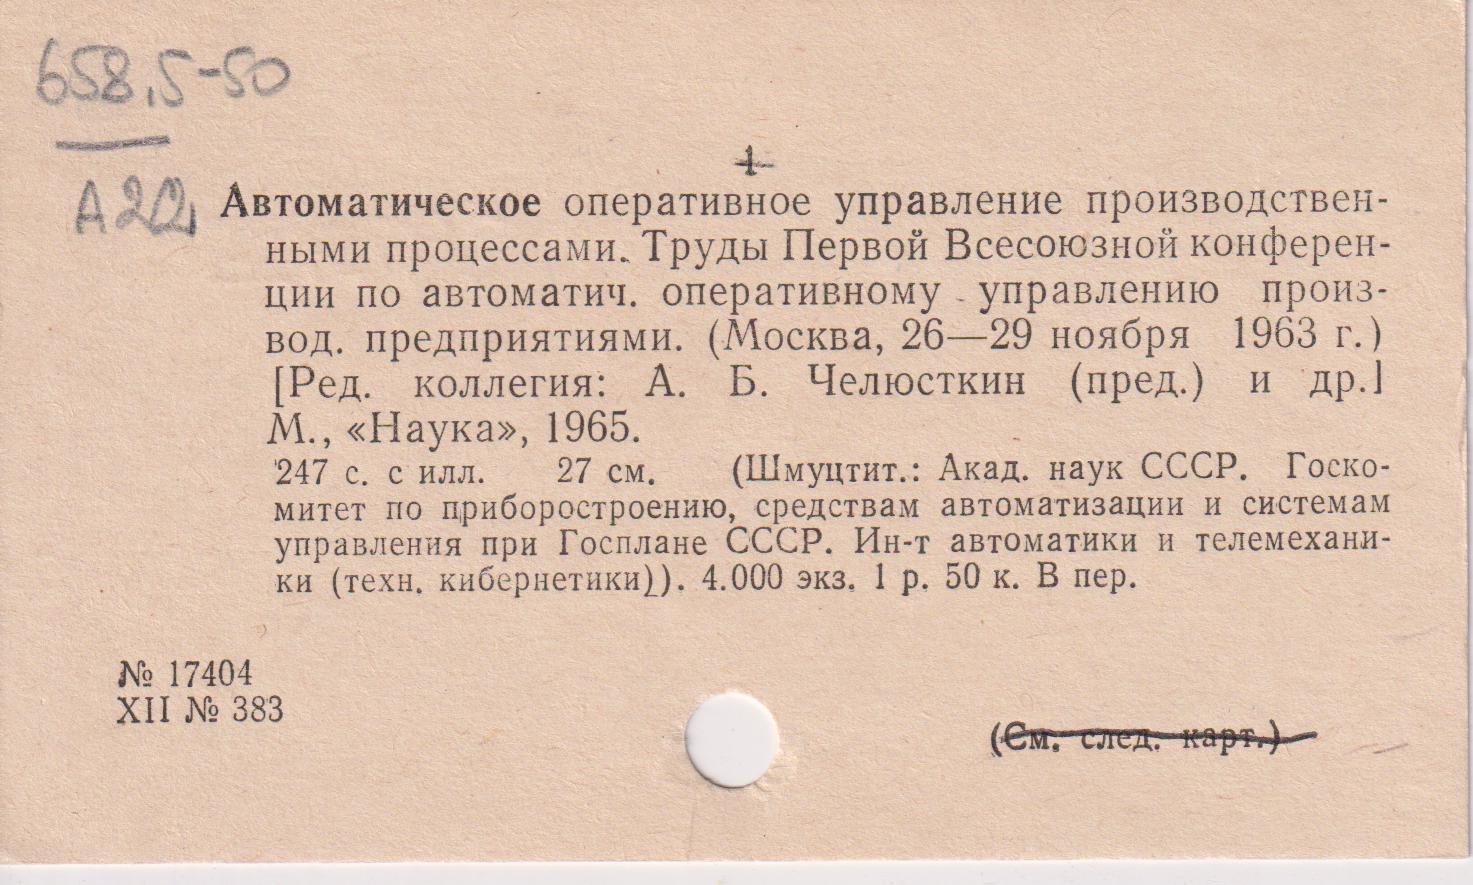 658.5-50
1
А22
Автоматическое оперативное управление производствен-
ными процессами. Труды Первой Всесоюзной конферен-
ции по автоматич. оперативному управлению произ-
вод. предприятиями. (Москва, 26—29 ноября 1963 г.)
[Ред. коллегия: А. Б. Челюсткин (пред.) и др.]
М., «Наука», 1965.
247 с. с илл. 27 см. (Шмуцтит.: Акад. наук СССР. Госко-
митет по приборостроению, средствам автоматизации и системам
управления при Госплане СССР. Ин-т автоматики и телемехани-
ки (техн. кибернетики)). 4.000 экз. 1 р. 50 к. В пер.
№ 17404
XII № 383
(См. след. карт.)